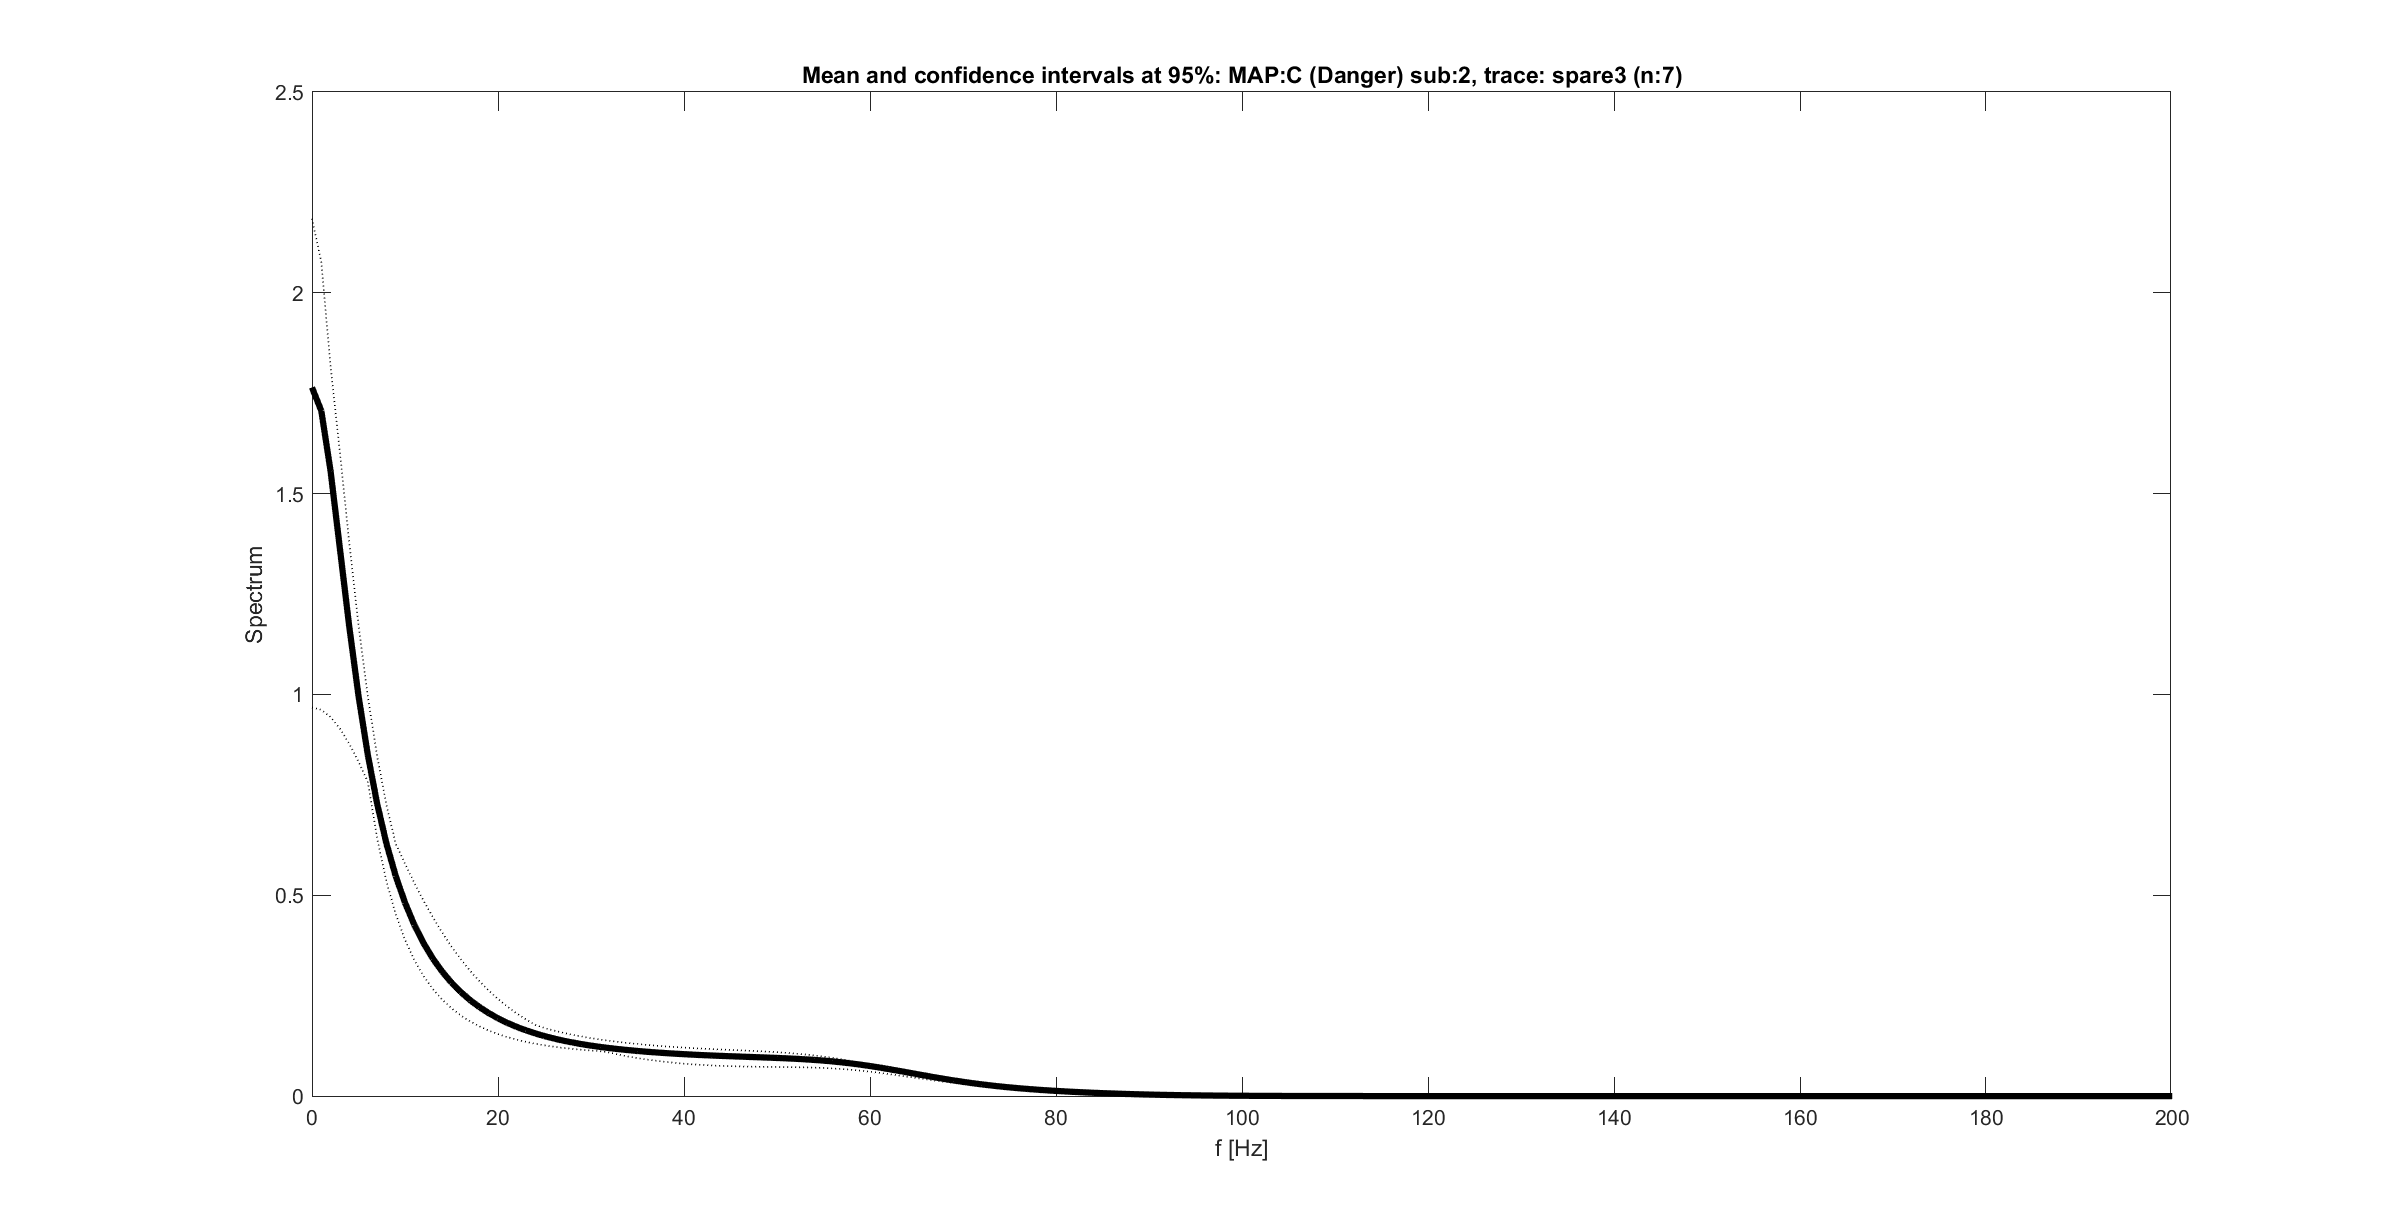 Mean and confidence intervals at 95%: MAP:C (Danger) sub:2, trace: spare3 (n:7)
2.5
2
1.5
1
0.5
0
Spectrum
0 20 40 60 80 100 120 140 160 180 200
f [Hz]